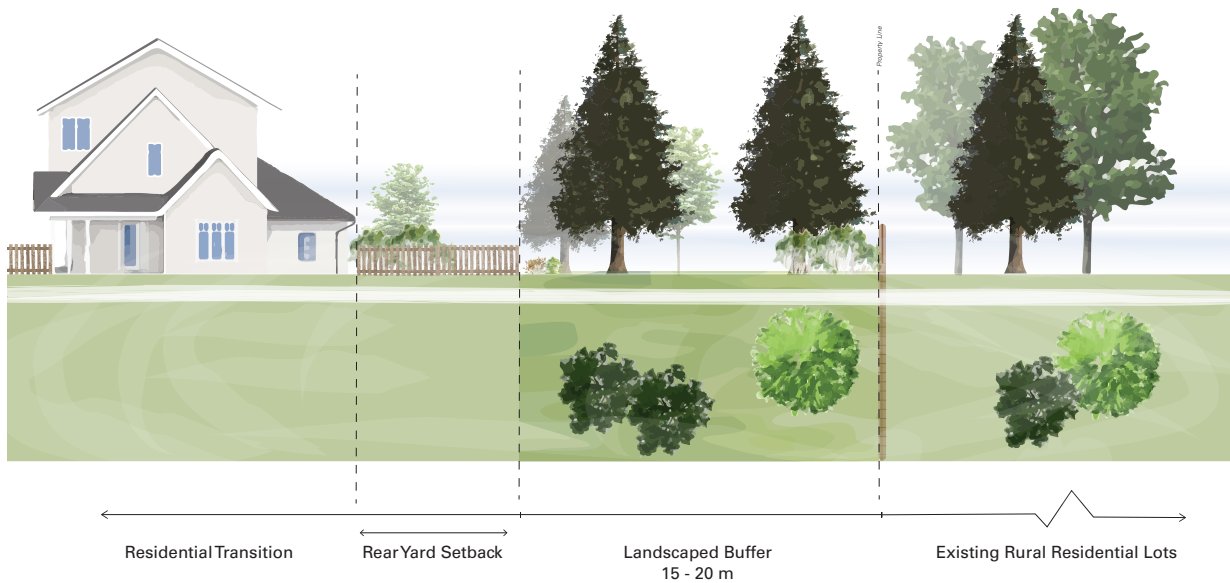 Property Line
Residential Transition
Rear Yard Setback
Landscaped Buffer
15 - 20 m
Existing Rural Residential Lots